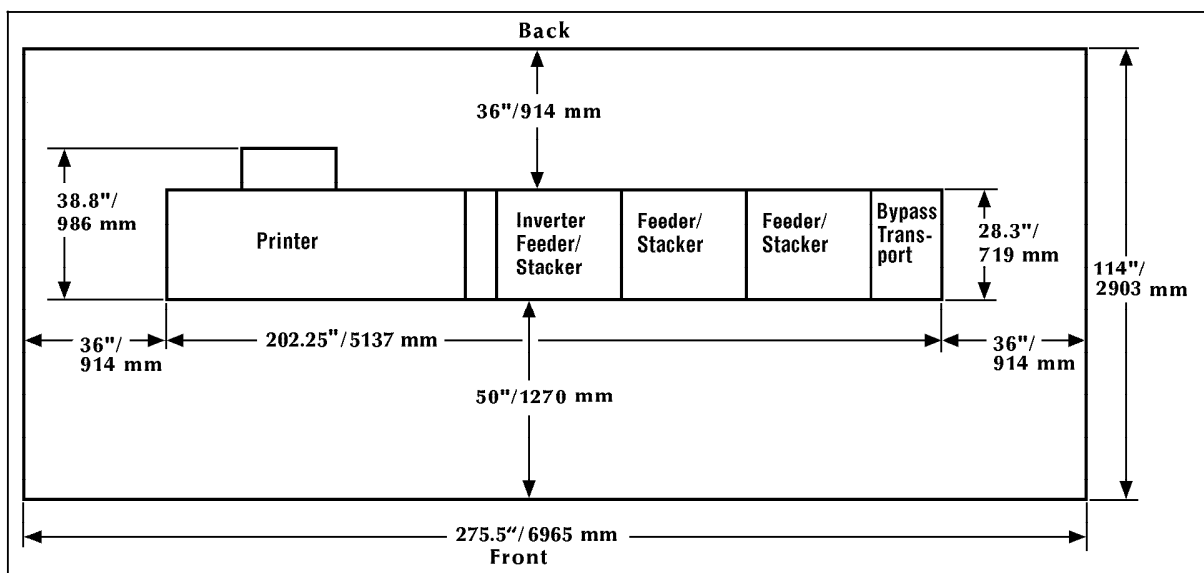 Back
36"/914 mm
38.8"/
986 mm
Printer
Inverter
Feeder/
Stacker
Feeder/
Stacker
Feeder/
Stacker
Bypass
Trans-
port
28.3"/
719 mm
114"/
2903 mm
36"/
914 mm
202.25"/5137 mm
36"/
914 mm
50"/1270 mm
275.5"/6965 mm
Front